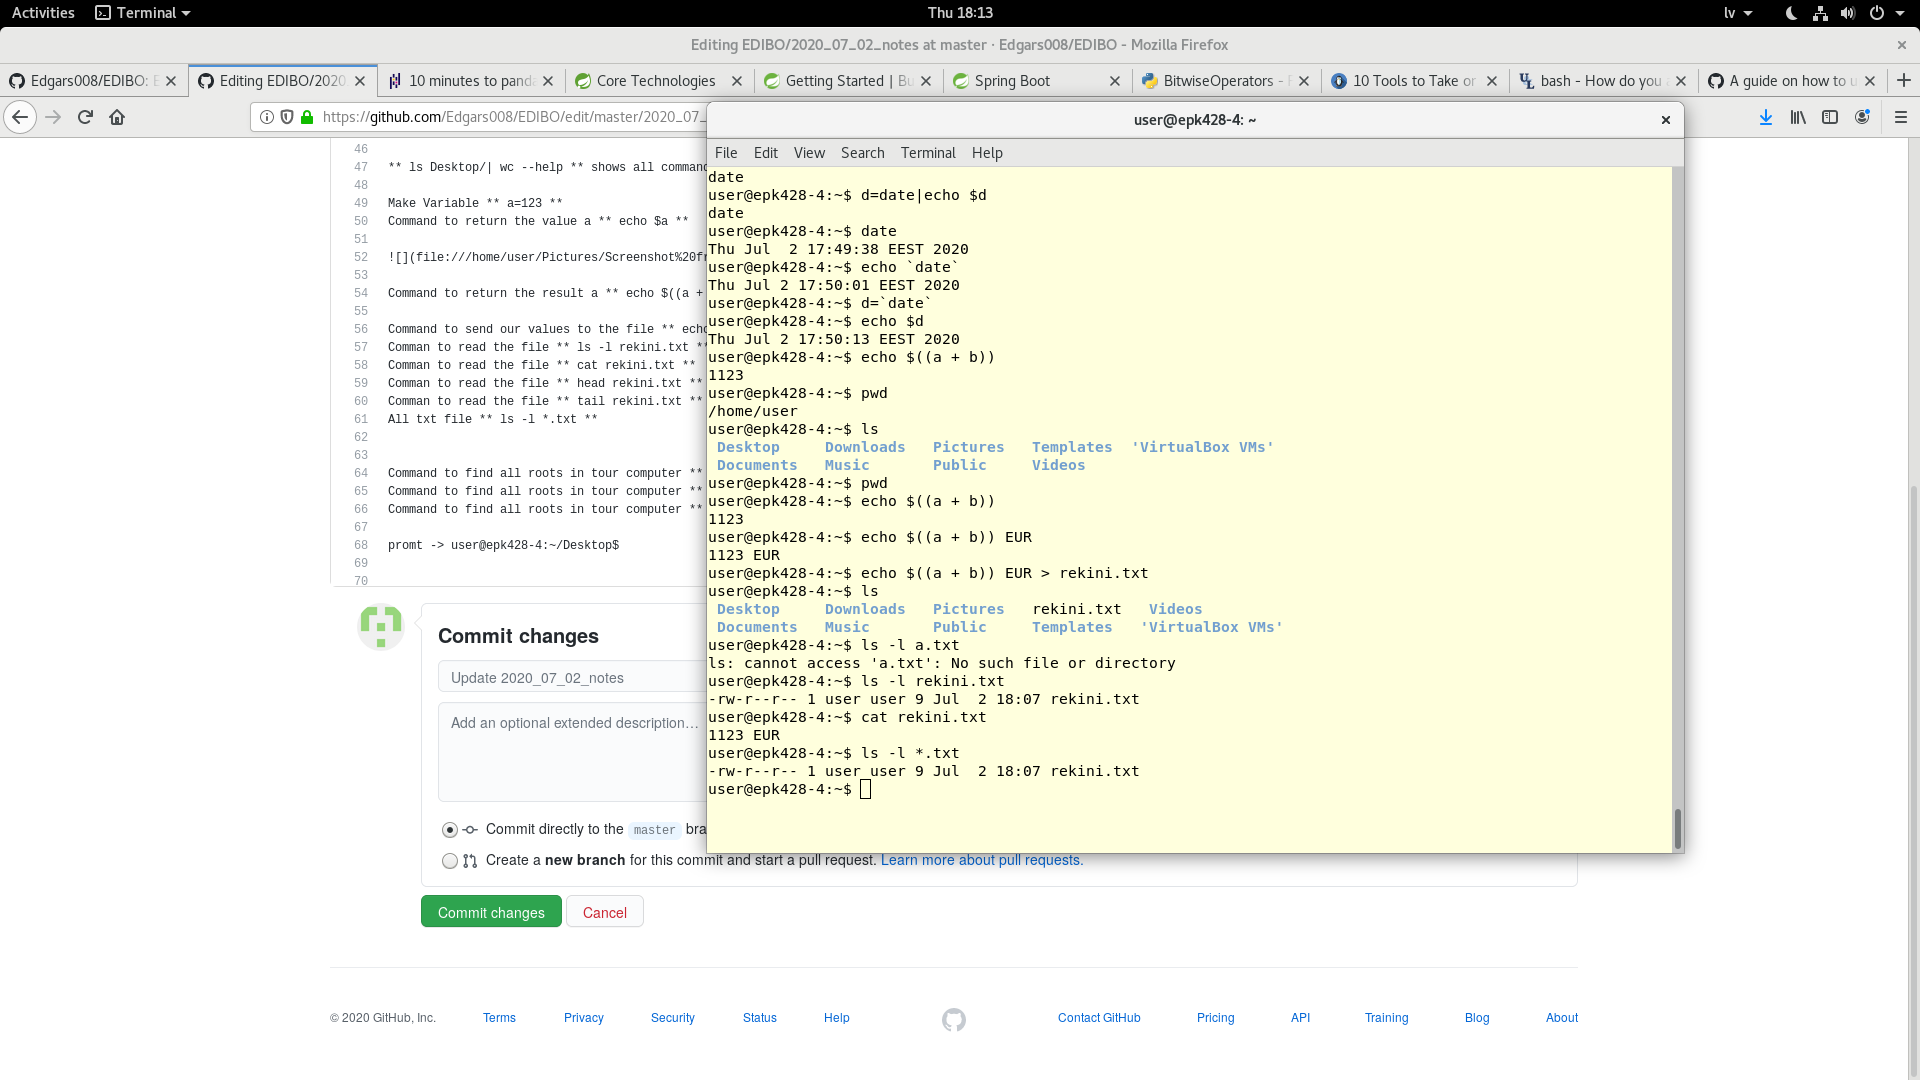 Activities Terminal Thu 18:13 lv
Editing EDIBO/2020_07_02_notes at master · Edgars008/EDIBO - Mozilla Firefox
Edgars008/EDIBO: Editing EDIBO/2020 10 minutes to panda Core Technologies Getting Started | Bu Spring Boot BitwiseOperators - 10 Tools to Take or bash - How do you A guide on how to u
https://github.com/Edgars008/EDIBO/edit/master/2020_07_
user@epk428-4: ~
File Edit View Search Terminal Help
46
47 ** ls Desktop/| wc --help ** shows all comman
48
49 Make Variable ** a=123 **
50 Command to return the value a ** echo $a **
51
52 ![](file:///home/user/Pictures/Screenshot%20f
53
54 Command to return the result a ** echo $((a +
55
56 Command to send our values to the file ** echo
57 Comman to read the file ** ls -l rekini.txt **
58 Comman to read the file ** cat rekini.txt **
59 Comman to read the file ** head rekini.txt **
60 Comman to read the file ** tail rekini.txt **
61 All txt file ** ls -l *.txt **
62
63
64 Command to find all roots in tour computer **
65 Command to find all roots in tour computer **
66 Command to find all roots in tour computer **
67
68 promt -> user@epk428-4:~/Desktop$
69
70
date
user@epk428-4:~$ d=date|echo $d
date
user@epk428-4:~$ date
Thu Jul  2 17:49:38 EEST 2020
user@epk428-4:~$ echo `date`
Thu Jul 2 17:50:01 EEST 2020
user@epk428-4:~$ d=`date`
user@epk428-4:~$ echo $d
Thu Jul 2 17:50:13 EEST 2020
user@epk428-4:~$ echo $((a + b))
1123
user@epk428-4:~$ pwd
/home/user
user@epk428-4:~$ ls
Desktop Downloads Pictures Templates 'VirtualBox VMs'
Documents Music Public Videos
user@epk428-4:~$ pwd
user@epk428-4:~$ echo $((a + b))
1123
user@epk428-4:~$ echo $((a + b)) EUR
1123 EUR
user@epk428-4:~$ echo $((a + b)) EUR > rekini.txt
user@epk428-4:~$ ls
Desktop Downloads Pictures rekini.txt Videos
Documents Music Public Templates 'VirtualBox VMs'
user@epk428-4:~$ ls -l a.txt
ls: cannot access 'a.txt': No such file or directory
user@epk428-4:~$ ls -l rekini.txt
-rw-r--r-- 1 user user 9 Jul  2 18:07 rekini.txt
user@epk428-4:~$ cat rekini.txt
1123 EUR
user@epk428-4:~$ ls -l *.txt
-rw-r--r-- 1 user user 9 Jul  2 18:07 rekini.txt
user@epk428-4:~$
Commit changes
Update 2020_07_02_notes
Add an optional extended description…
Commit directly to the master bra
Create a new branch for this commit and start a pull request. Learn more about pull requests.
Commit changes Cancel
© 2020 GitHub, Inc. Terms Privacy Security Status Help Contact GitHub Pricing API Training Blog About